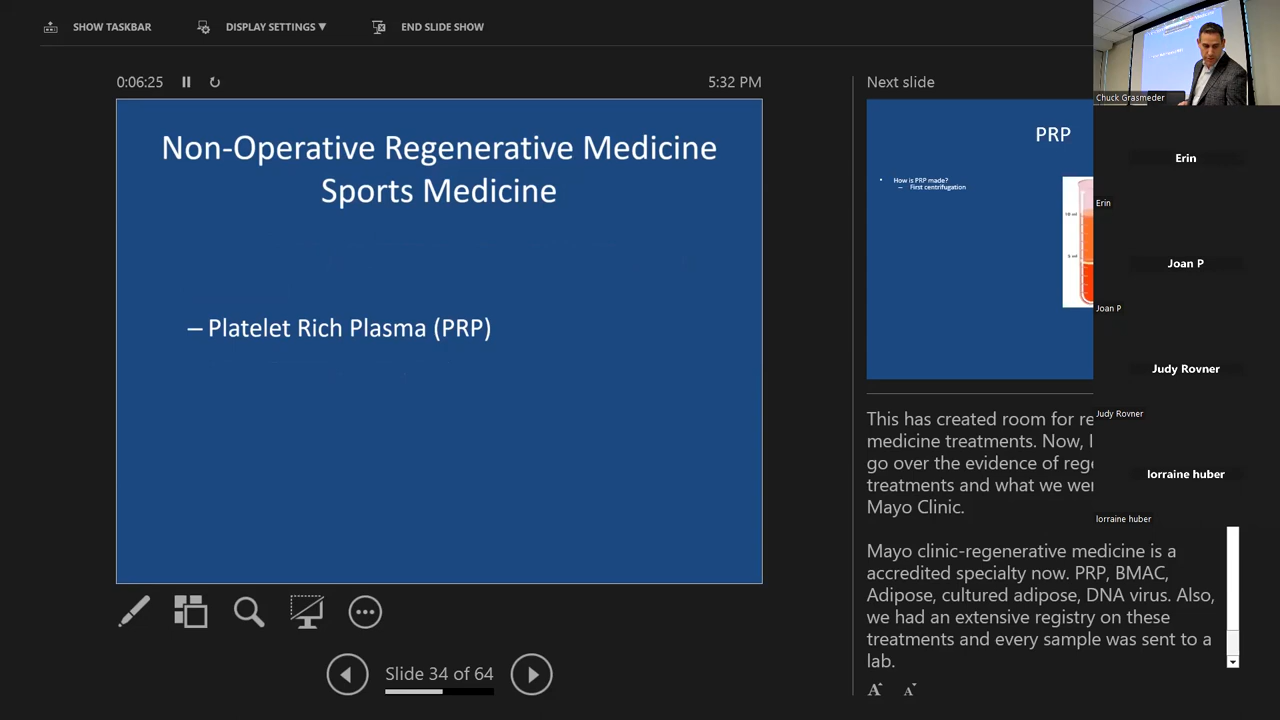 SHOW TASKBAR
DISPLAY SETTINGS ▼
END SLIDE SHOW
0:06:25
5:32 PM
Non-Operative Regenerative Medicine
Sports Medicine
– Platelet Rich Plasma (PRP)
Slide 34 of 64
Next slide
PRP
• How is PRP made?
– First centrifugation
10 ml
5 ml
This has created room for re
medicine treatments. Now, I
go over the evidence of rege
treatments and what we wer
Mayo Clinic.
Mayo clinic-regenerative medicine is a
accredited specialty now. PRP, BMAC,
Adipose, cultured adipose, DNA virus. Also,
we had an extensive registry on these
treatments and every sample was sent to a
lab.
A
A
Chuck Grasmeder
Erin
Erin
Joan P
Joan P
Judy Rovner
Judy Rovner
lorraine huber
lorraine huber